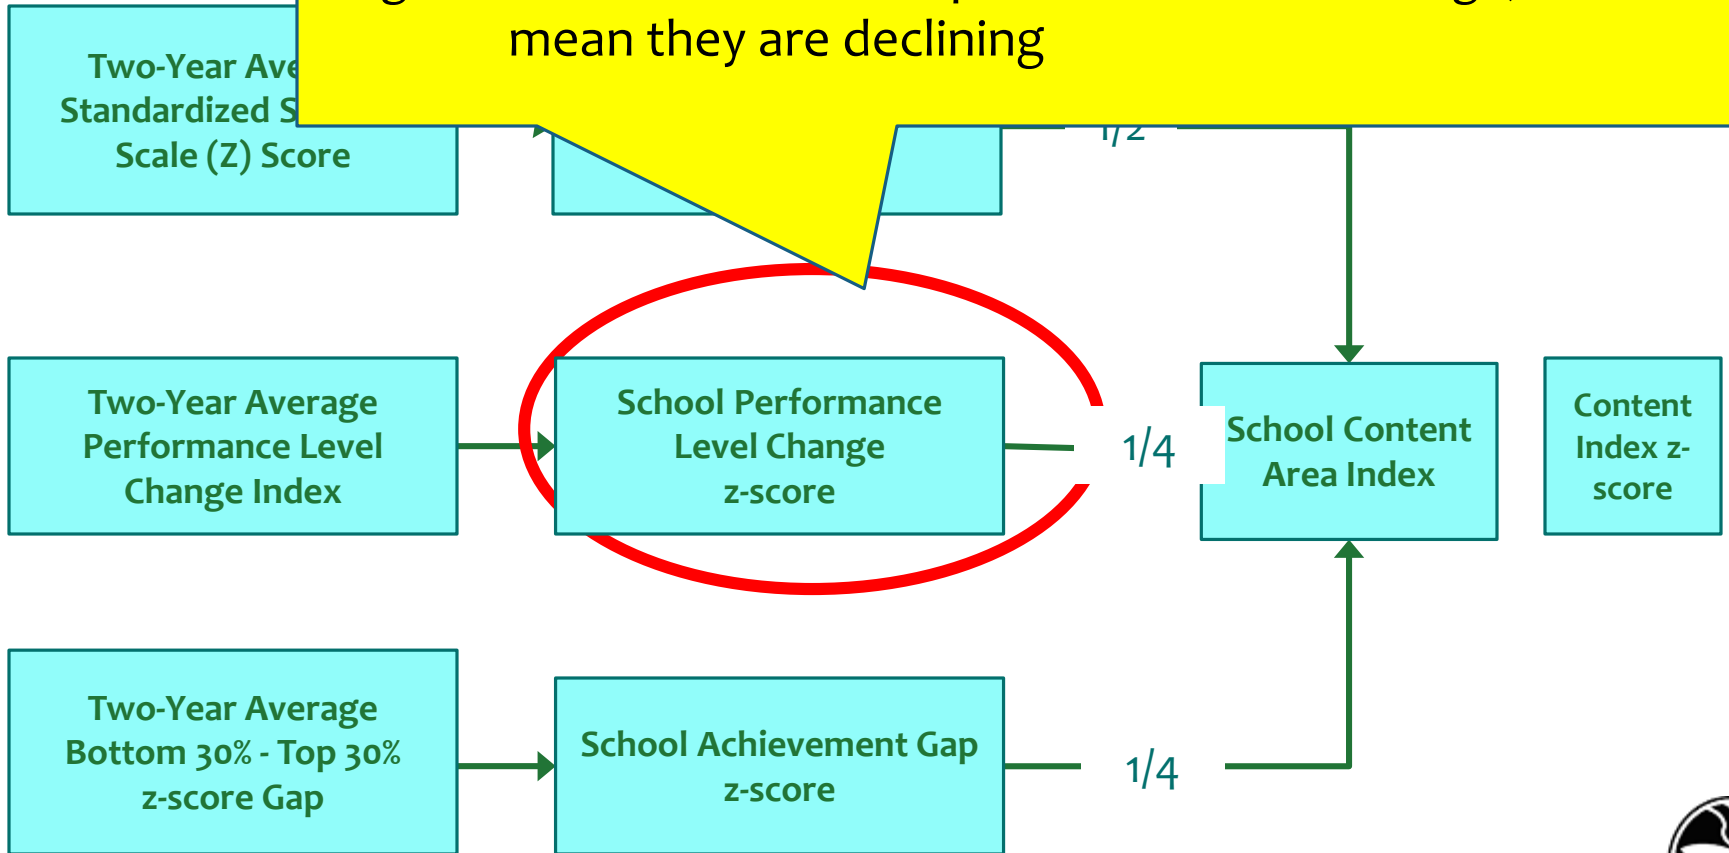 mean they are declining
Two-Year
Standardized
Scale (Z) Score
1/2
Two-Year Average
Performance Level
Change Index
School Performance
Level Change
z-score
1/4
School Content
Area Index
Content
Index z-
score
Two-Year Average
Bottom 30% - Top 30%
z-score Gap
School Achievement Gap
z-score
1/4